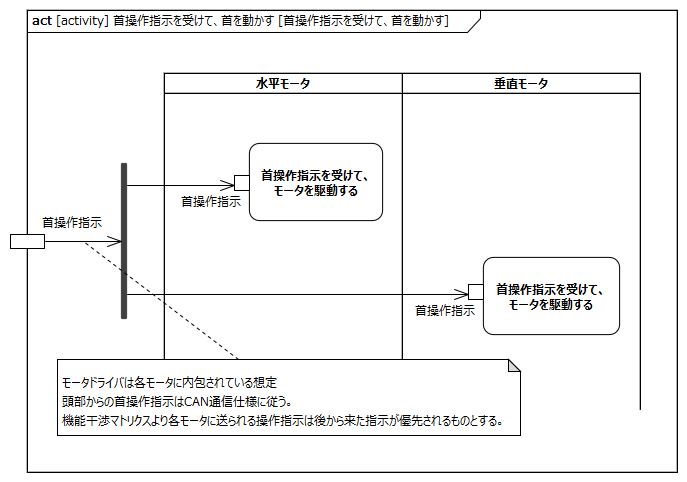 act [activity] 首操作指示を受けて、首を動かす [首操作指示を受けて、首を動かす]
水平モータ
垂直モータ
首操作指示を受けて、
モータを駆動する
首操作指示
首操作指示
首操作指示を受けて、
モータを駆動する
首操作指示
モータドライバは各モータに内包されている想定
頭部からの首操作指示はCAN通信仕様に従う。
機能干渉マトリクスより各モータに送られる操作指示は後から来た指示が優先されるものとする。